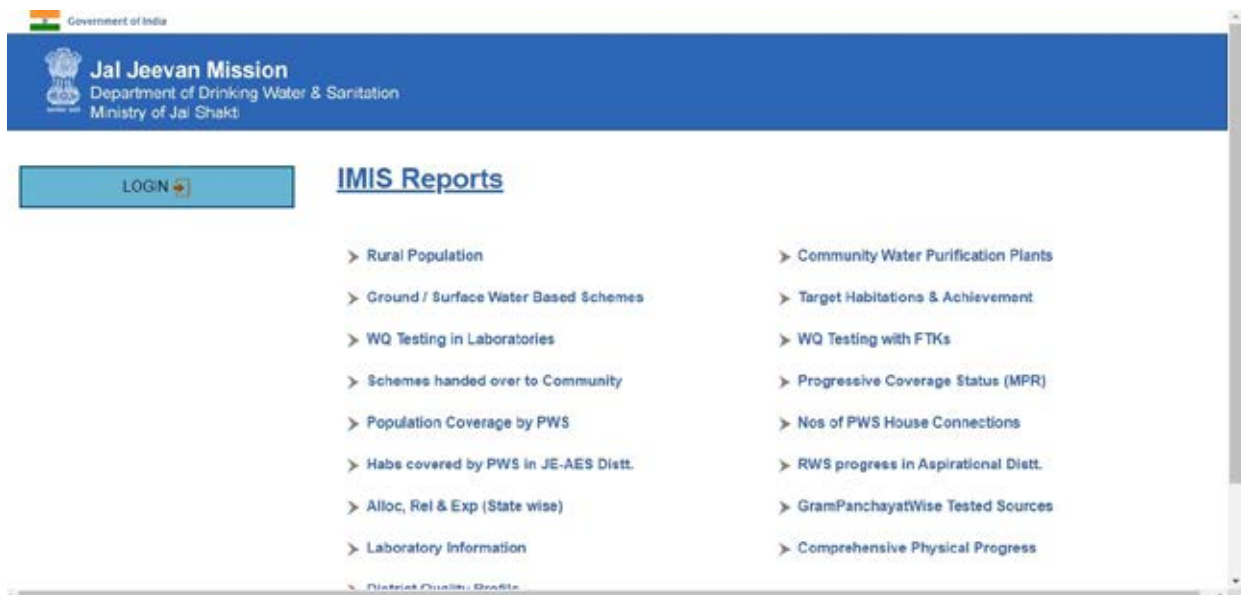 Government of India
Jal Jeevan Mission
Department of Drinking Water & Sanitation
Ministry of Jal Shakti
LOGIN
IMIS Reports
Rural Population
Community Water Purification Plants
Ground / Surface Water Based Schemes
Target Habitations & Achievement
WQ Testing in Laboratories
WQ Testing with FTKs
Schemes handed over to Community
Progressive Coverage Status (MPR)
Population Coverage by PWS
Nos of PWS House Connections
Habs covered by PWS in JE-AES Distt.
RWS progress in Aspirational Distt.
Alloc, Rel & Exp (State wise)
GramPanchayatWise Tested Sources
Laboratory Information
Comprehensive Physical Progress
District Quality Profile